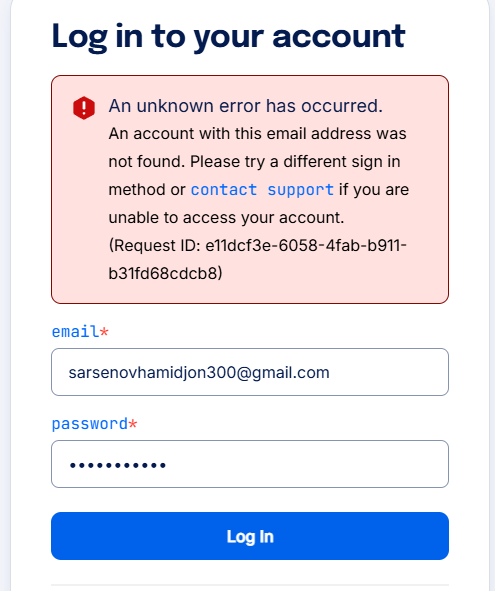 Log in to your account
An unknown error has occurred.
An account with this email address was
not found. Please try a different sign in
method or contact support if you are
unable to access your account.
(Request ID: e11dcf3e-6058-4fab-b911-
b31fd68cdcb8)
email*
sarsenovhamidjon300@gmail.com
password*
•••••••••••
Log In